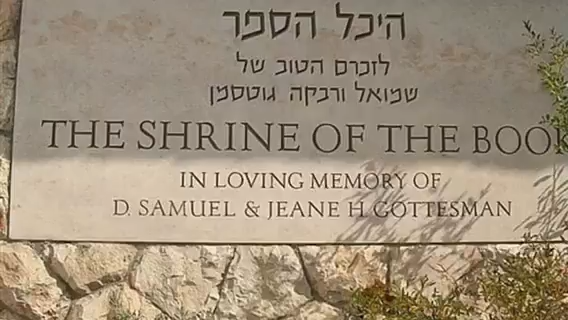 היכל הספר
לזכרם הטוב של
שמואל ורבקה גוטסמן
THE SHRINE OF THE BOOK
IN LOVING MEMORY OF
D. SAMUEL & JEANE H. GOTTESMAN